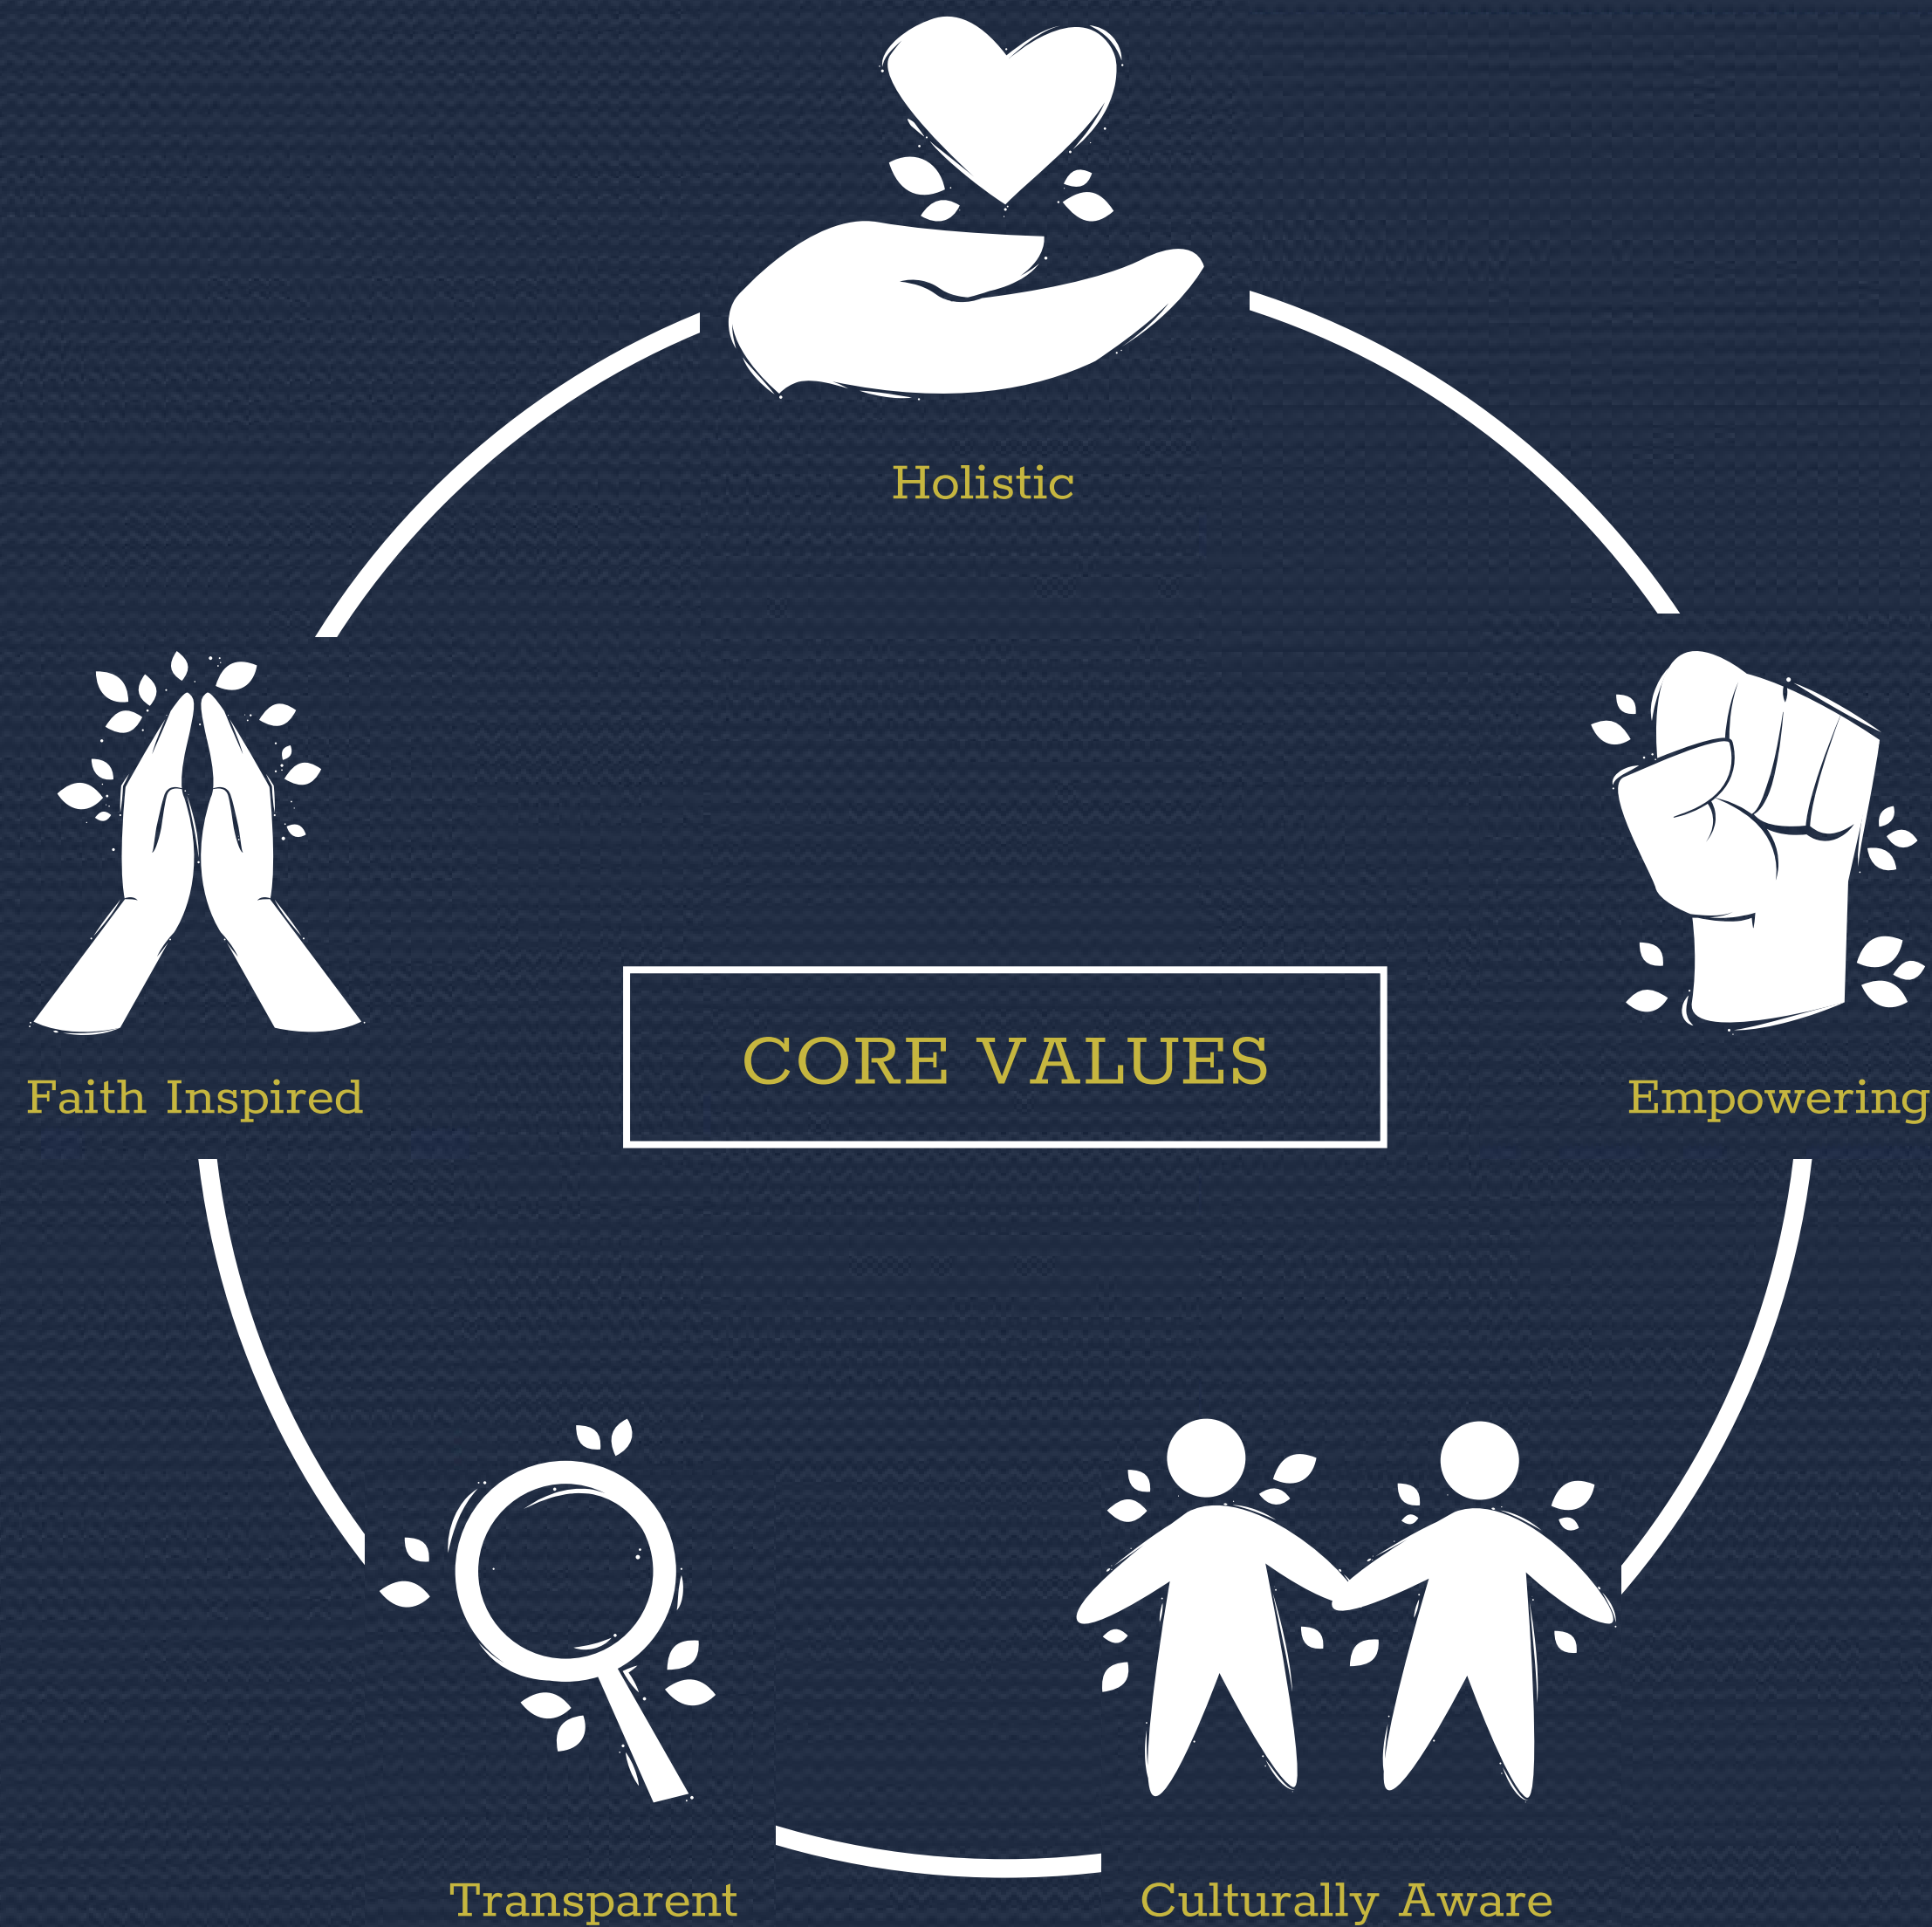 Holistic
Faith Inspired
CORE VALUES
Empowering
Transparent
Culturally Aware